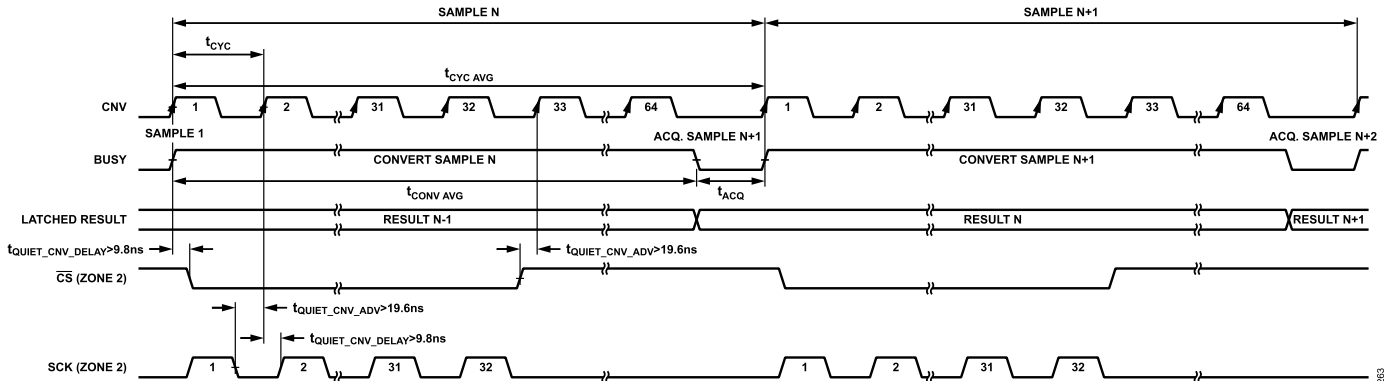 SAMPLE N
SAMPLE N+1
tCYC
tCYC AVG
CNV
1 2 31 32 33 64 1 2 31 32 33 64
SAMPLE 1
ACQ. SAMPLE N+1
ACQ. SAMPLE N+2
BUSY
CONVERT SAMPLE N
CONVERT SAMPLE N+1
tCONV AVG
tACQ
LATCHED RESULT
RESULT N-1
RESULT N
RESULT N+1
tQUIET_CNV_DELAY>9.8ns
tQUIET_CNV_ADV>19.6ns
CS (ZONE 2)
tQUIET_CNV_ADV>19.6ns
tQUIET_CNV_DELAY>9.8ns
SCK (ZONE 2)
1 2 31 32 1 2 31 32
263